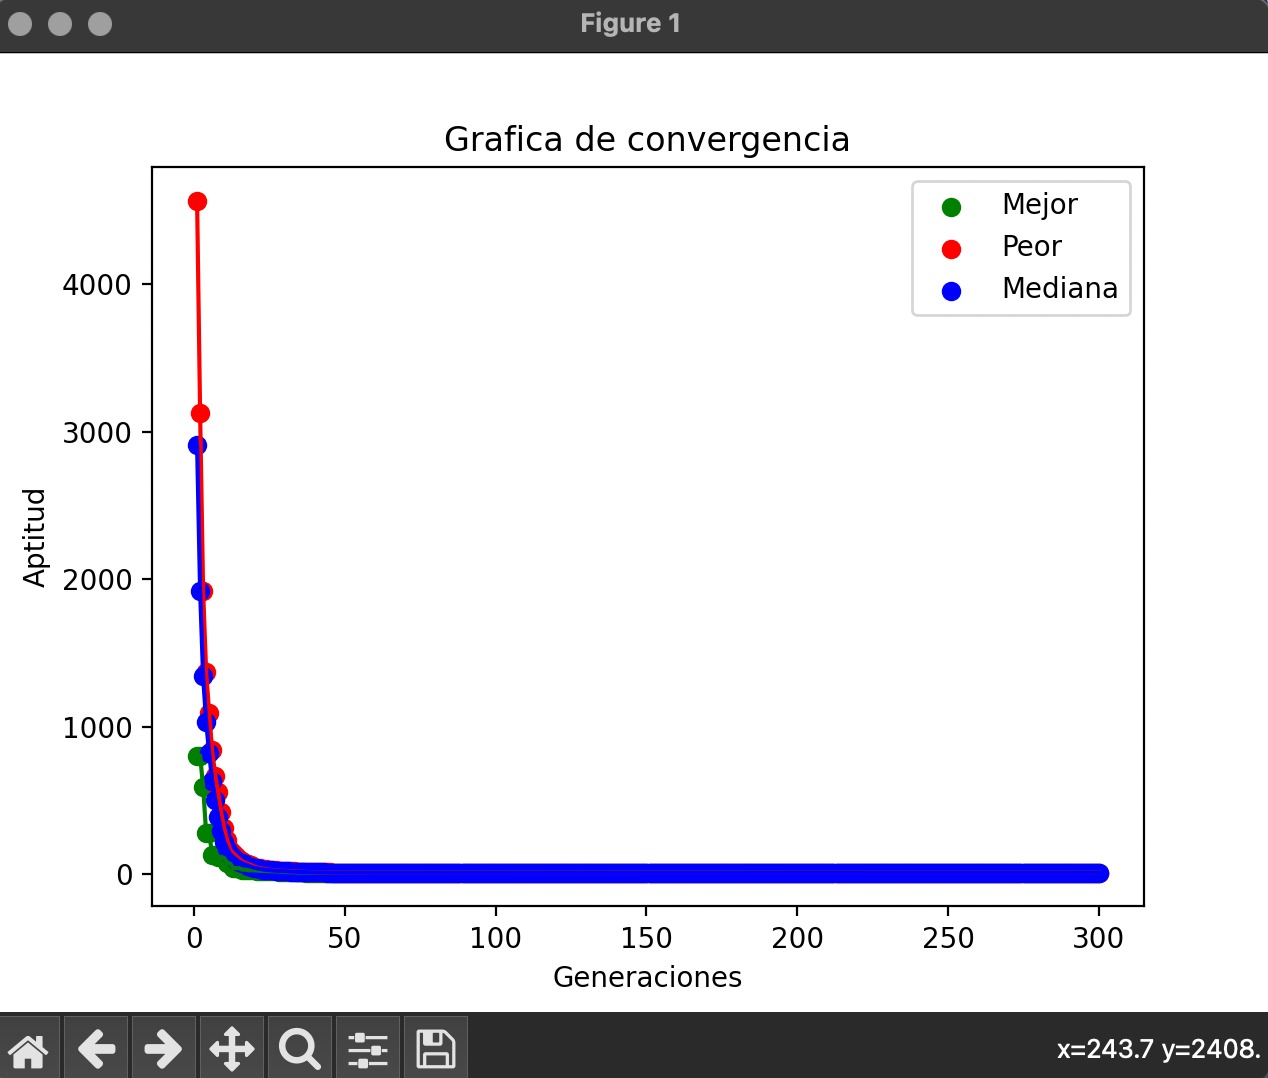 Figure 1
Grafica de convergencia
Mejor
Peor
Mediana
4000
3000
2000
1000
0
Aptitud
0 50 100 150 200 250 300
Generaciones
x=243.7 y=2408.